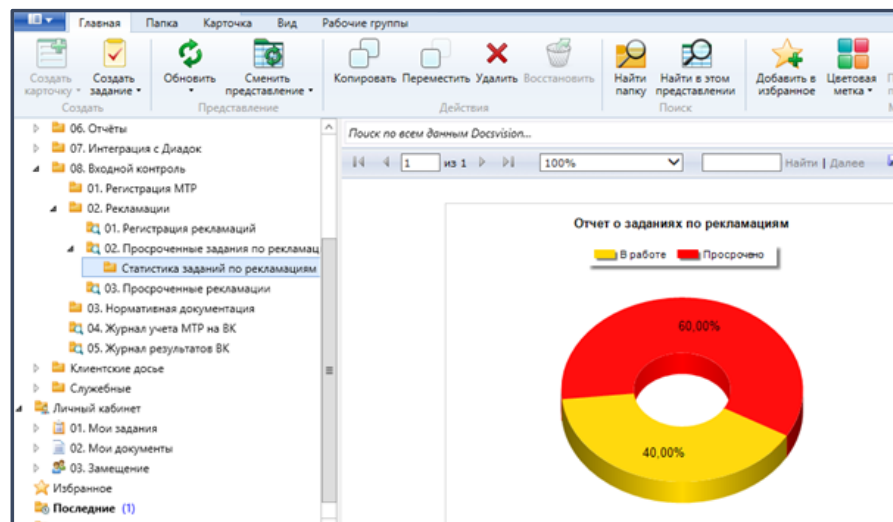 Главная Папка Карточка Вид Рабочие группы
Создать карточку Создать задание Обновить Сменить представление Копировать Переместить Удалить Восстановить Найти папку Найти в этом представлении Добавить в избранное Цветовая метка
Создать Представление Действия Поиск
06. Отчёты
07. Интеграция с Диадок
08. Входной контроль
01. Регистрация МТР
02. Рекламации
01. Регистрация рекламаций
02. Просроченные задания по рекламац
Статистика заданий по рекламациям
03. Просроченные рекламации
03. Нормативная документация
04. Журнал учета МТР на ВК
05. Журнал результатов ВК
Клиентские досье
Служебные
Личный кабинет
01. Мои задания
02. Мои документы
03. Замещение
Избранное
Последние (1)
Поиск по всем данным Docsvision...
1 из 1 100% Найти | Далее
Отчет о заданиях по рекламациям
В работе Просрочено
60,00%
40,00%